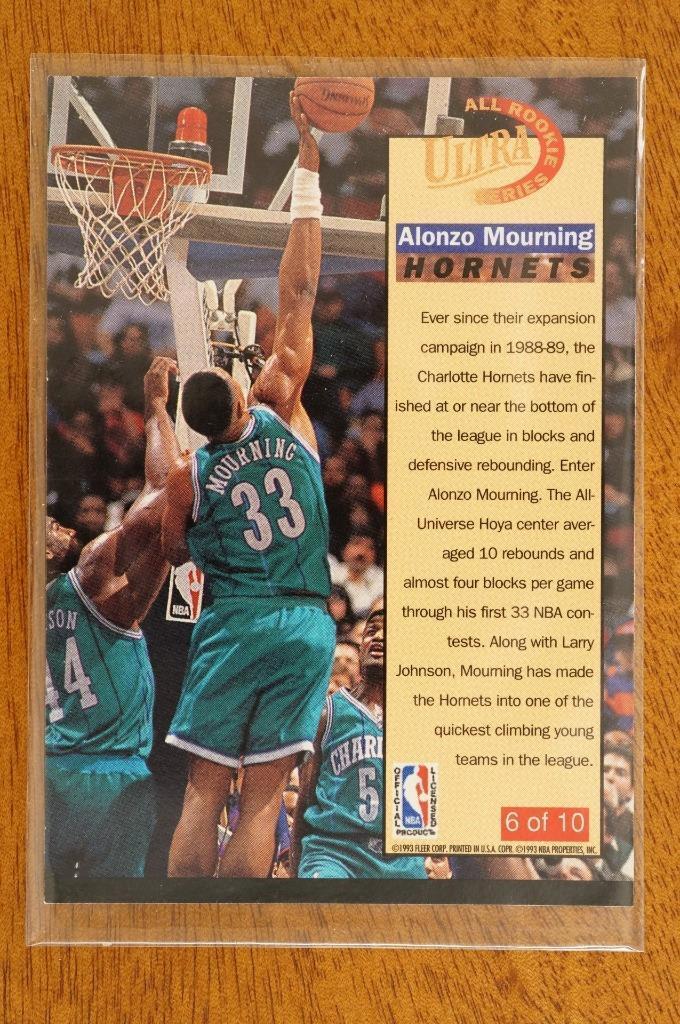 ALL ROOKIE
ULTRA
SERIES
Alonzo Mourning
HORNETS
Ever since their expansion
campaign in 1988-89, the
Charlotte Hornets have fin-
ished at or near the bottom of
the league in blocks and
defensive rebounding. Enter
Alonzo Mourning. The All-
Universe Hoya center aver-
aged 10 rebounds and
almost four blocks per game
through his first 33 NBA con-
tests. Along with Larry
Johnson, Mourning has made
the Hornets into one of the
quickest climbing young
teams in the league.
OFFICIAL
LICENSED
NBA
PRODUCT
6 of 10
©1993 FLEER CORP. PRINTED IN U.S.A. COPR. ©1993 NBA PROPERTIES, INC.
MOURNING
33
NBA
SON
44
CHARL
5